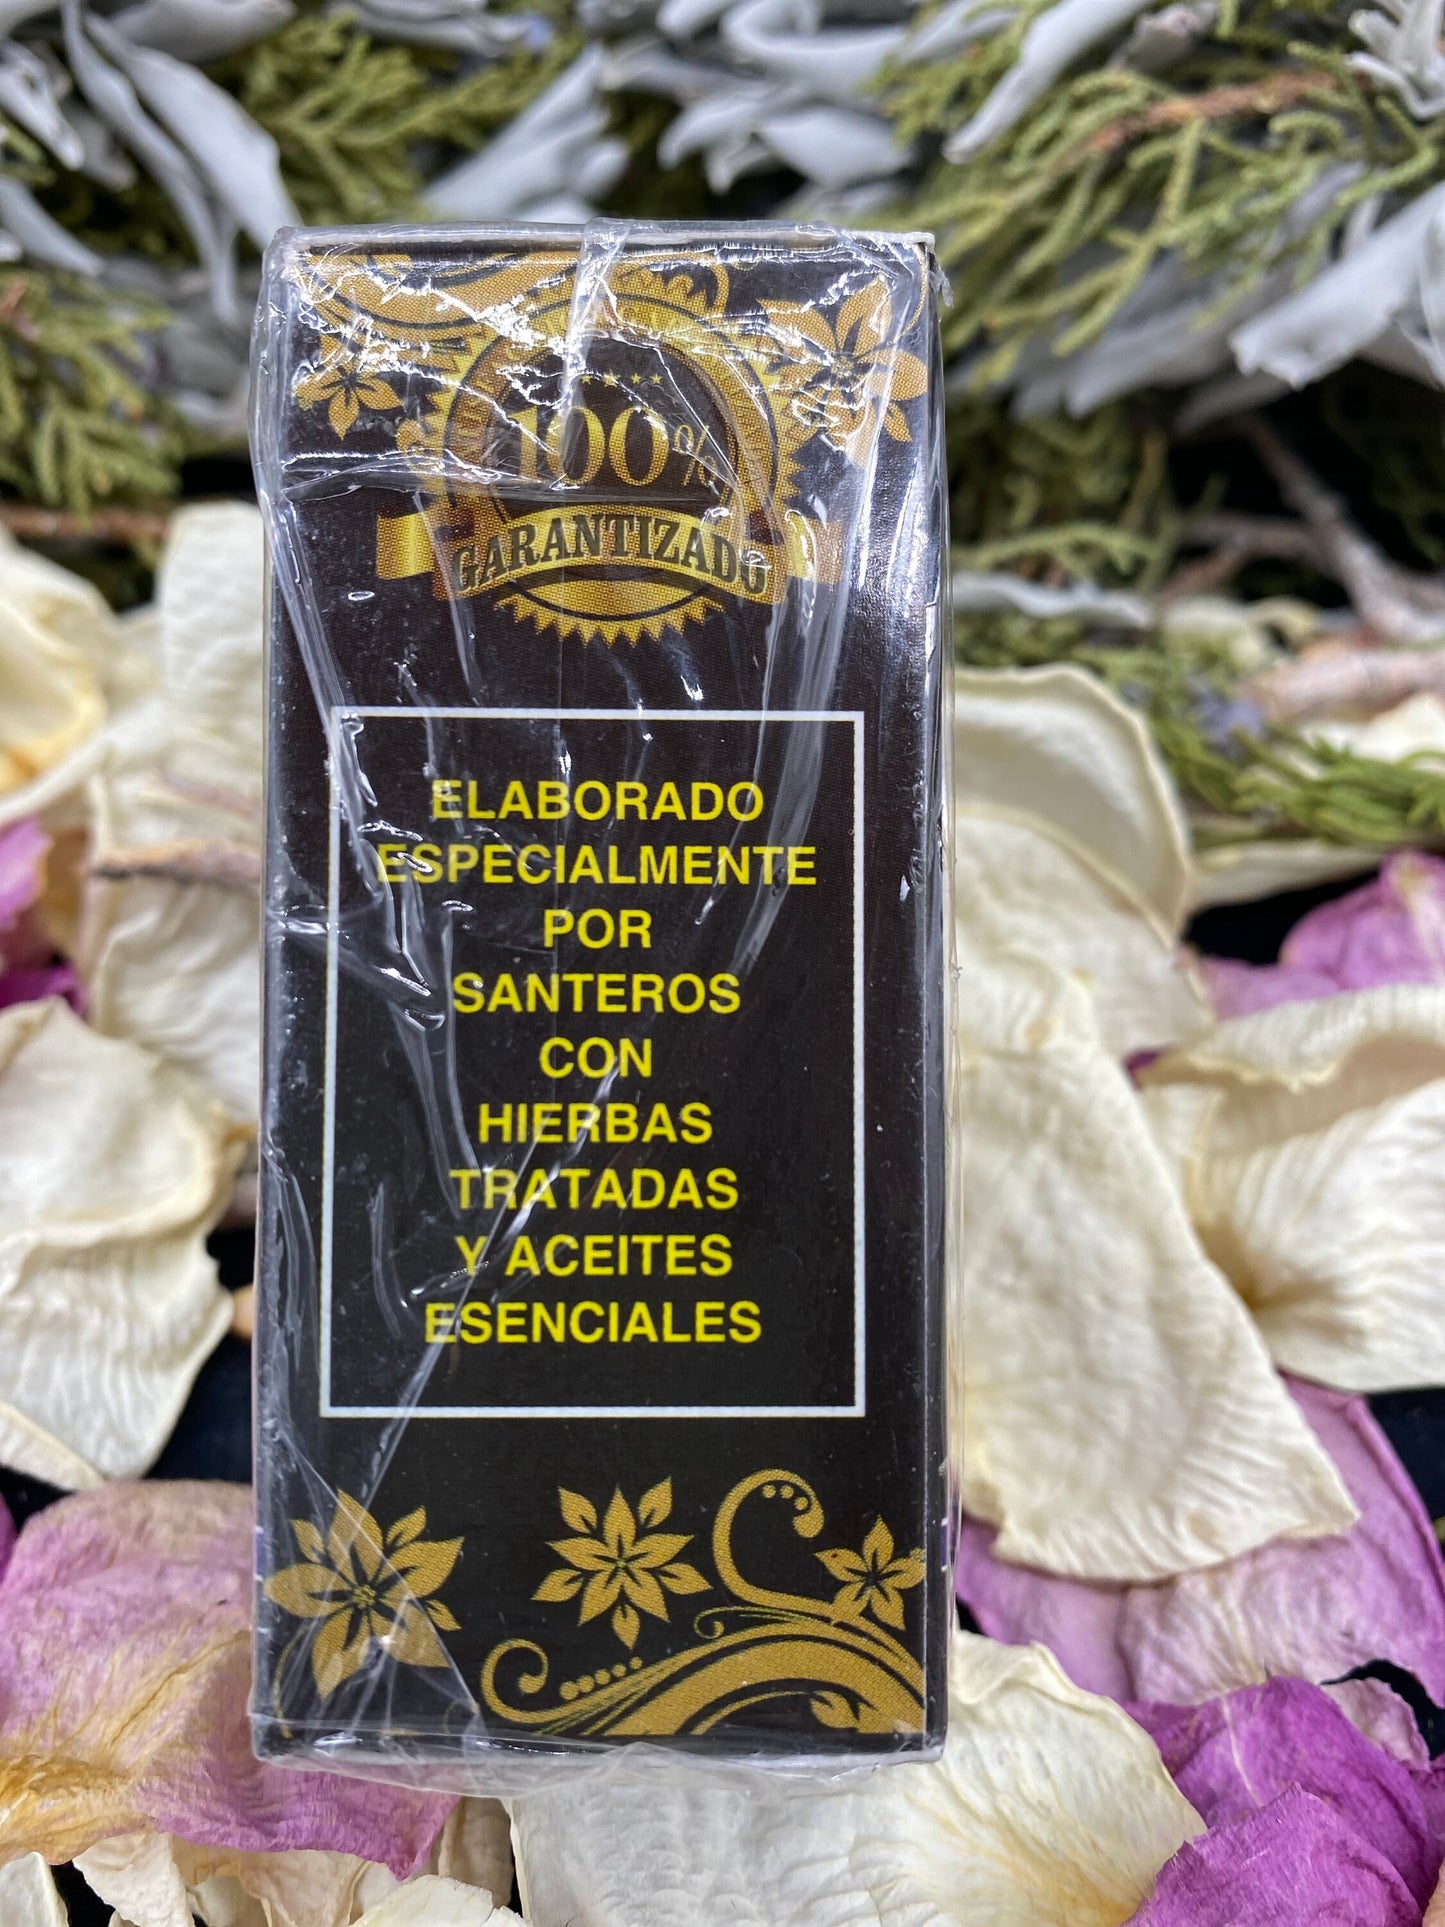 100%
GARANTIZADO
ELABORADO
ESPECIALMENTE
POR
SANTEROS
CON
HIERBAS
TRATADAS
Y ACEITES
ESENCIALES